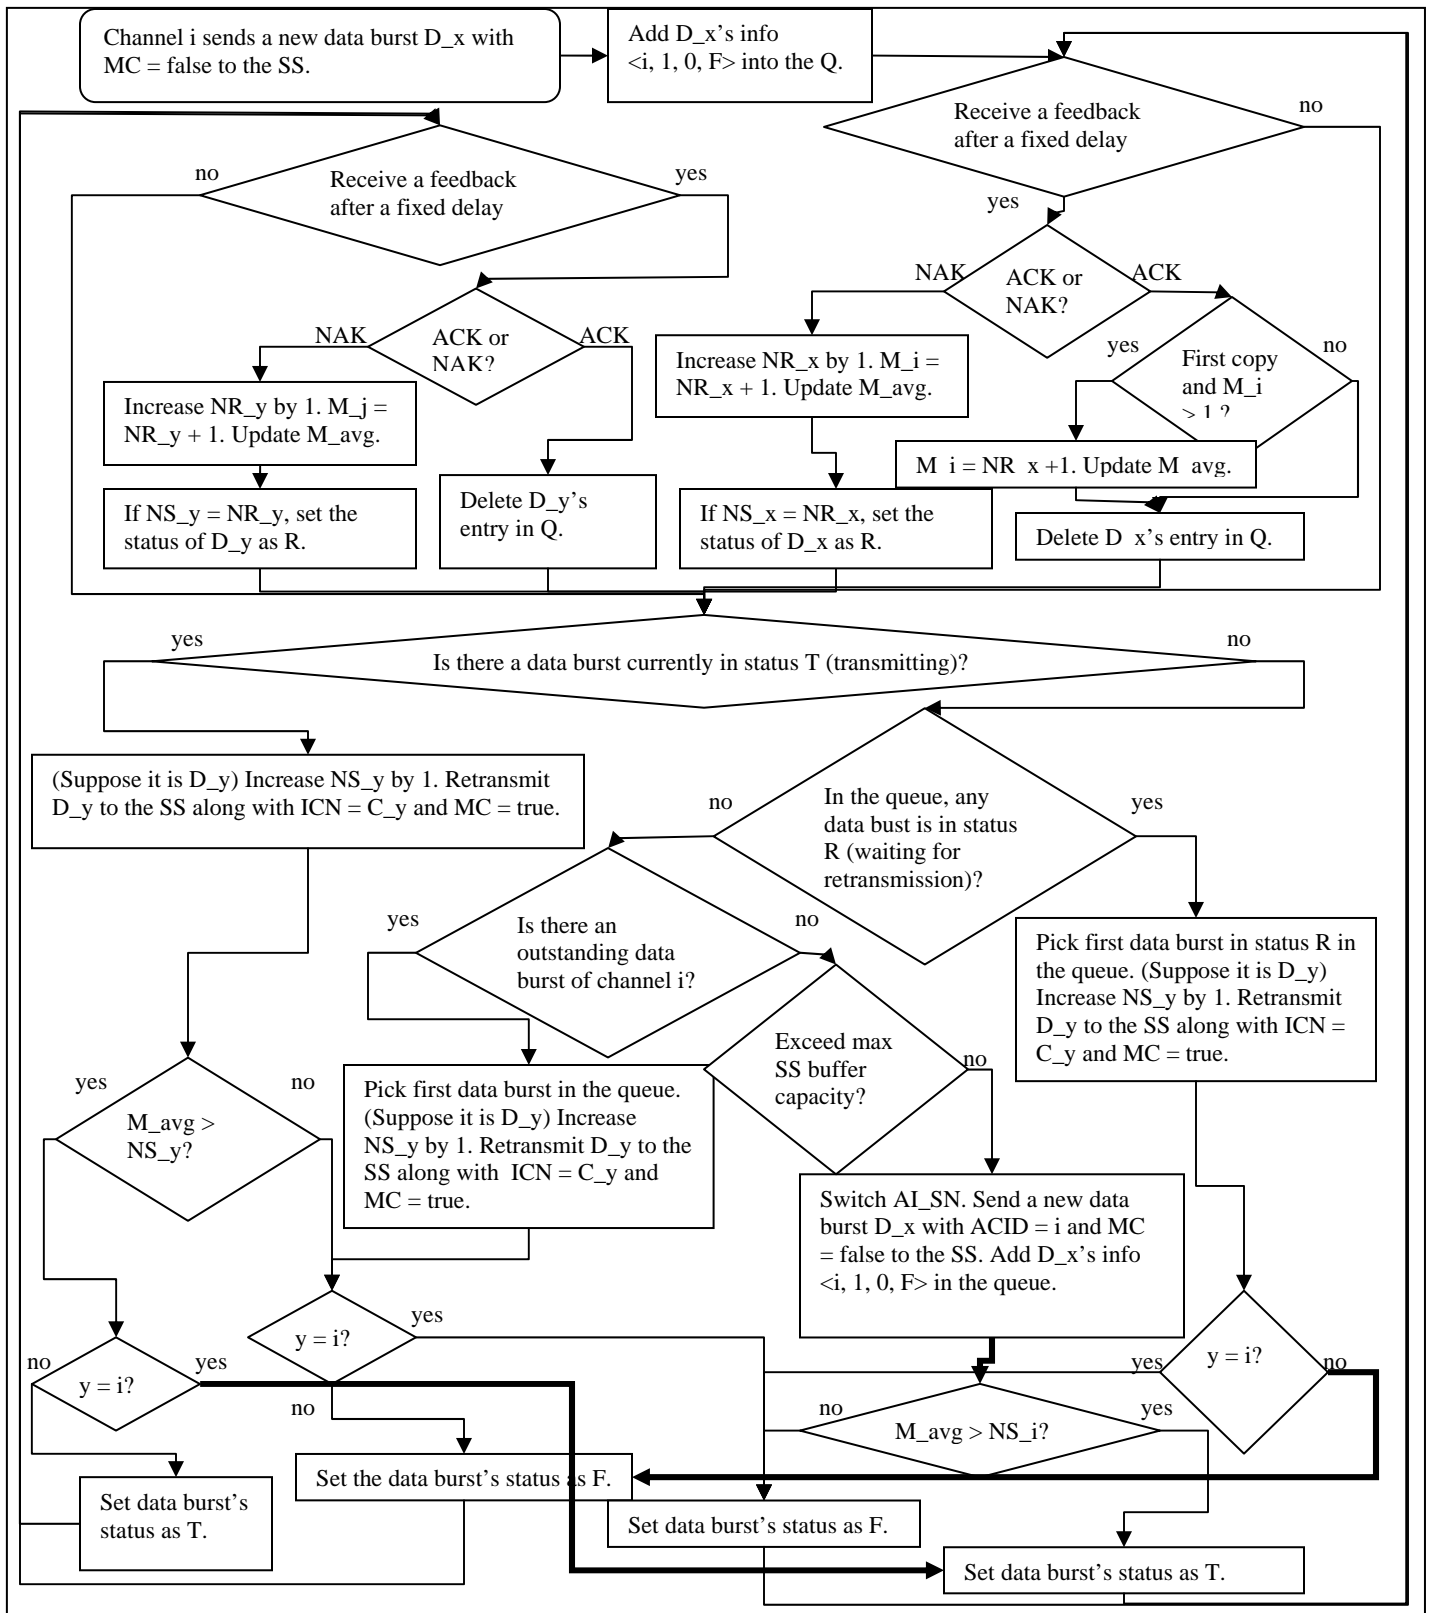 Channel i sends a new data burst D_x with
MC = false to the SS.
Add D_x’s info
<i, 1, 0, F> into the Q.
Receive a feedback
after a fixed delay
no
yes
Receive a feedback
after a fixed delay
no
yes
ACK or
NAK?
NAK
ACK
First copy
and M_i
> 1 ?
yes
no
ACK or
NAK?
NAK
ACK
Increase NR_x by 1. M_i =
NR_x + 1. Update M_avg.
Increase NR_y by 1. M_j =
NR_y + 1. Update M_avg.
M_i = NR_x +1. Update M_avg.
If NS_y = NR_y, set the
status of D_y as R.
Delete D_y’s
entry in Q.
If NS_x = NR_x, set the
status of D_x as R.
Delete D_x’s entry in Q.
yes
no
Is there a data burst currently in status T (transmitting)?
(Suppose it is D_y) Increase NS_y by 1. Retransmit
D_y to the SS along with ICN = C_y and MC = true.
no
yes
In the queue, any
data bust is in status
R (waiting for
retransmission)?
yes
no
Is there an
outstanding data
burst of channel i?
Pick first data burst in status R in
the queue. (Suppose it is D_y)
Increase NS_y by 1. Retransmit
D_y to the SS along with ICN =
C_y and MC = true.
Exceed max
SS buffer
capacity?
no
yes
no
M_avg >
NS_y?
Pick first data burst in the queue.
(Suppose it is D_y) Increase
NS_y by 1. Retransmit D_y to the
SS along with ICN = C_y and
MC = true.
Switch AI_SN. Send a new data
burst D_x with ACID = i and MC
= false to the SS. Add D_x’s info
<i, 1, 0, F> in the queue.
yes
y = i?
no
no
y = i?
yes
yes
y = i?
no
no
yes
M_avg > NS_i?
Set the data burst’s status as F.
Set data burst’s
status as T.
Set data burst’s status as F.
Set data burst’s status as T.